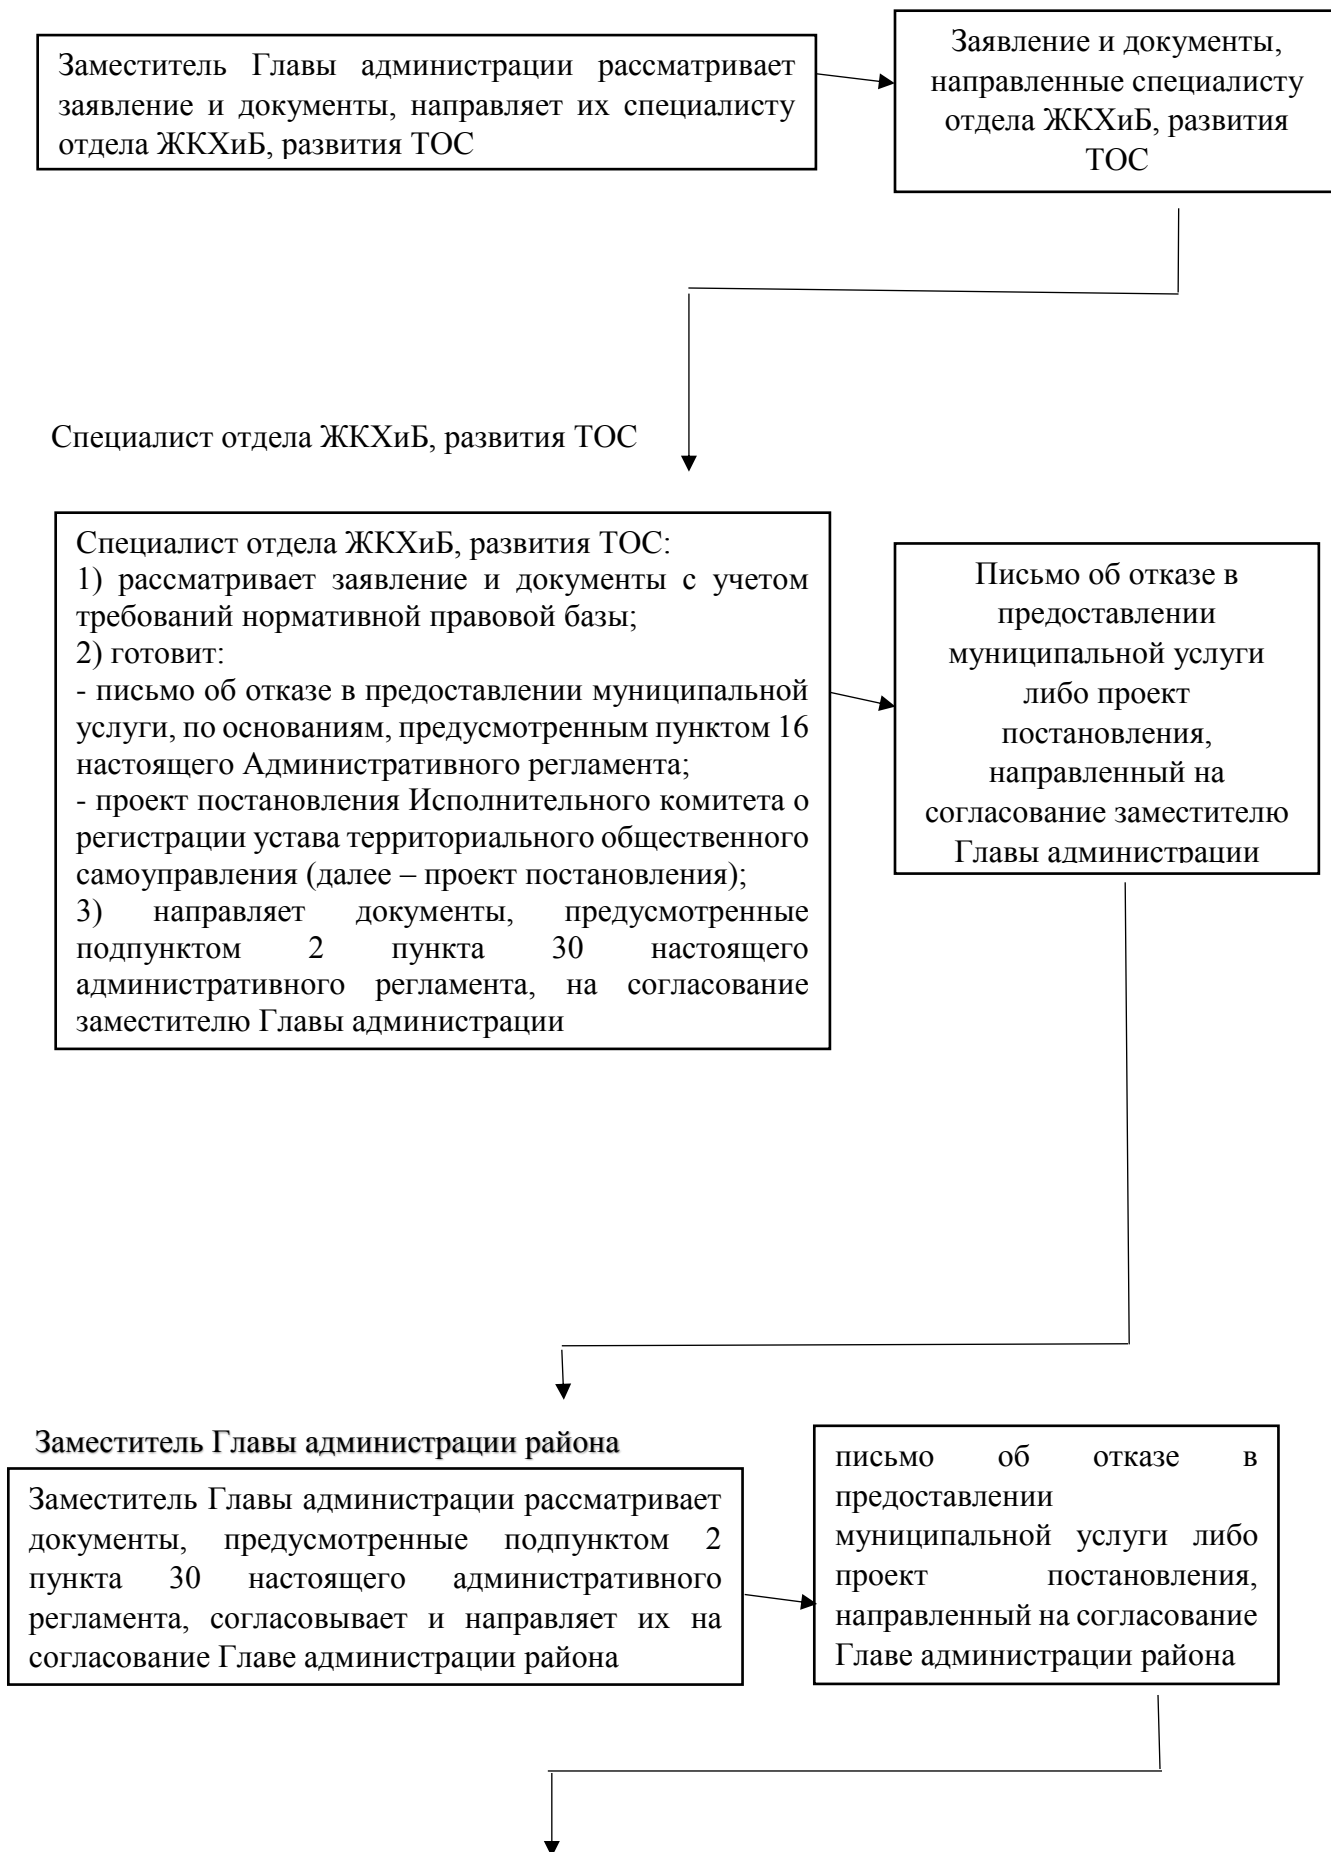 Заместитель Главы администрации рассматривает
заявление и документы, направляет их специалисту
отдела ЖКХиБ, развития ТОС
Заявление и документы,
направленные специалисту
отдела ЖКХиБ, развития
ТОС
Специалист отдела ЖКХиБ, развития ТОС
Специалист отдела ЖКХиБ, развития ТОС:
1) рассматривает заявление и документы с учетом
требований нормативной правовой базы;
2) готовит:
- письмо об отказе в предоставлении муниципальной
услуги, по основаниям, предусмотренным пунктом 16
настоящего Административного регламента;
- проект постановления Исполнительного комитета о
регистрации устава территориального общественного
самоуправления (далее – проект постановления);
3) направляет документы, предусмотренные
подпунктом 2 пункта 30 настоящего
административного регламента, на согласование
заместителю Главы администрации
Письмо об отказе в
предоставлении
муниципальной услуги
либо проект
постановления,
направленный на
согласование заместителю
Главы администрации
Заместитель Главы администрации района
Заместитель Главы администрации рассматривает
документы, предусмотренные подпунктом 2
пункта 30 настоящего административного
регламента, согласовывает и направляет их на
согласование Главе администрации района
письмо об отказе в
предоставлении
муниципальной услуги либо
проект постановления,
направленный на согласование
Главе администрации района